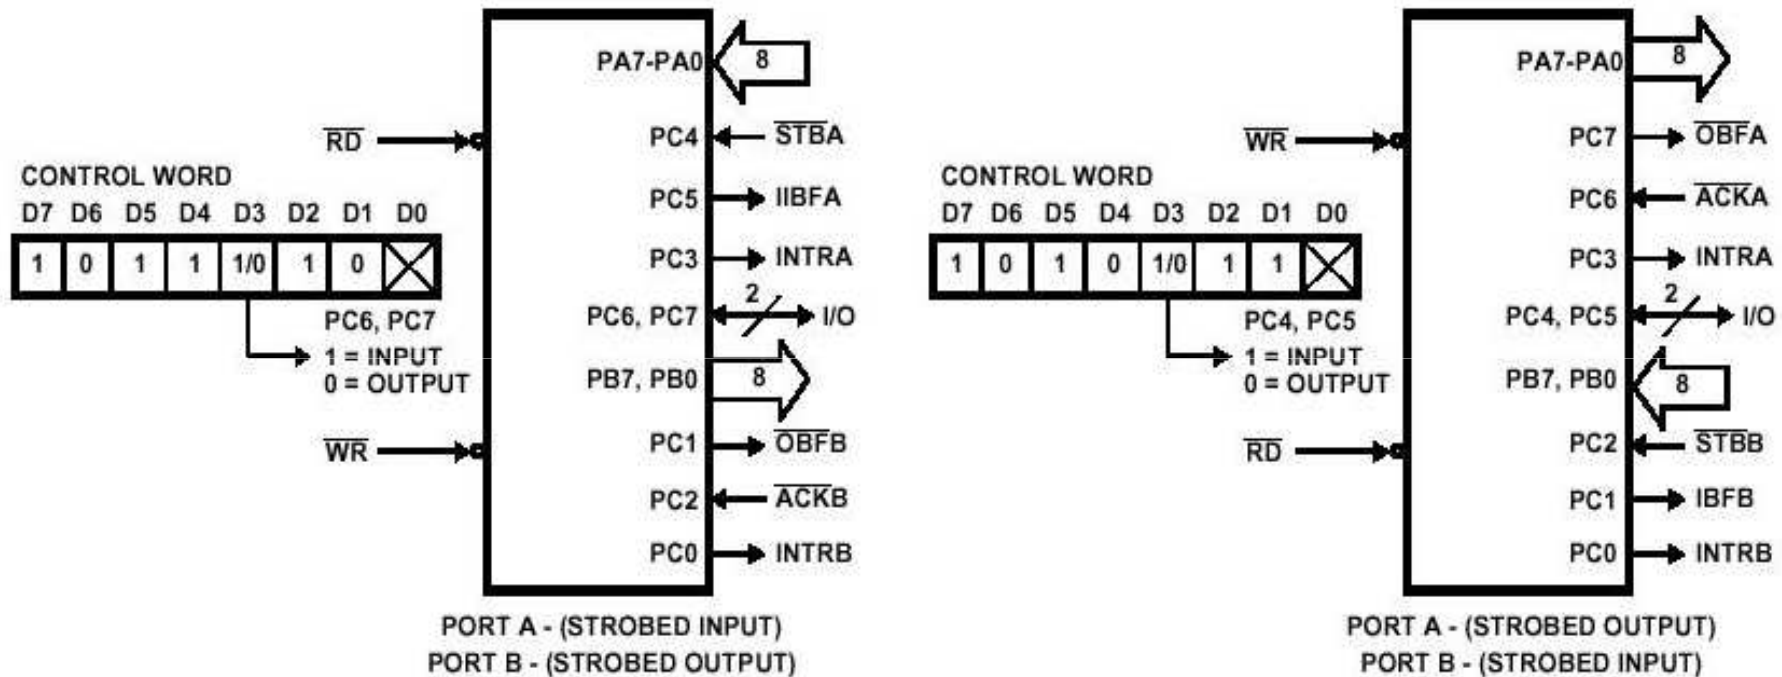 PA7-PA0
8
RD
PC4
STBA
CONTROL WORD
D7 D6 D5 D4 D3 D2 D1 D0
1 0 1 1 1/0 1 0
PC5
IIBFA
PC3
INTRA
PC6, PC7
1 = INPUT
0 = OUTPUT
PC6, PC7
2
I/O
PB7, PB0
8
WR
PC1
OBFB
PC2
ACKB
PC0
INTRB
PORT A - (STROBED INPUT)
PORT B - (STROBED OUTPUT)
PA7-PA0
8
WR
PC7
OBFA
CONTROL WORD
D7 D6 D5 D4 D3 D2 D1 D0
1 0 1 0 1/0 1 1
PC6
ACKA
PC3
INTRA
PC4, PC5
1 = INPUT
0 = OUTPUT
PC4, PC5
2
I/O
PB7, PB0
8
RD
PC2
STBB
PC1
IBFB
PC0
INTRB
PORT A - (STROBED OUTPUT)
PORT B - (STROBED INPUT)